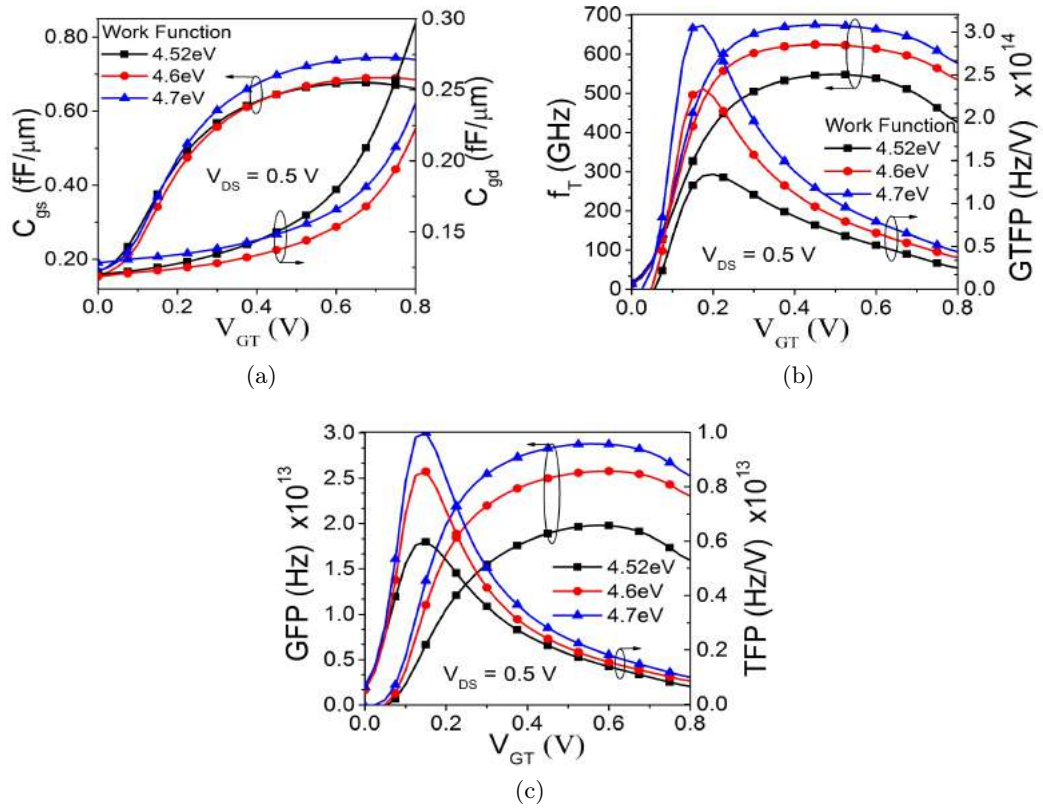 Work Function
4.52eV
4.6eV
4.7eV
V_DS = 0.5 V
0.80
0.60
0.40
0.20
0.30
0.25
0.20
0.15
C_gs (fF/μm)
C_gd (fF/μm)
0.0 0.2 0.4 0.6 0.8
V_GT (V)
(a)
700
600
500
400
300
200
100
0
f_T (GHz)
Work Function
4.52eV
4.6eV
4.7eV
V_DS = 0.5 V
3.0
2.5
2.0
1.5
1.0
0.5
0.0
GTFP (Hz/V) x10^14
0.0 0.2 0.4 0.6 0.8
V_GT (V)
(b)
3.0
2.5
2.0
1.5
1.0
0.5
0.0
GFP (Hz) x10^13
4.52eV
4.6eV
4.7eV
V_DS = 0.5 V
1.0
0.8
0.6
0.4
0.2
0.0
TFP (Hz/V) x10^13
0.0 0.2 0.4 0.6 0.8
V_GT (V)
(c)